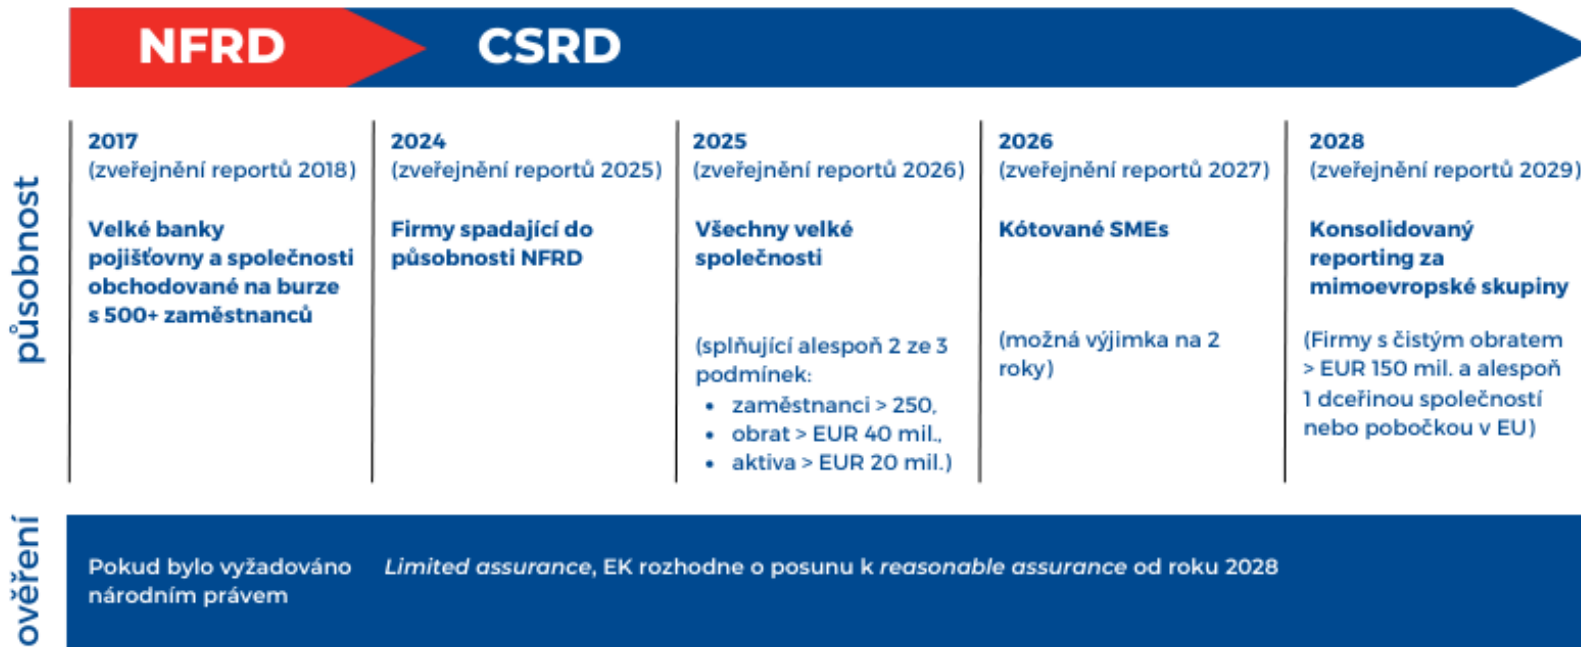 NFRD
CSRD
působnost
2017
(zveřejnění reportů 2018)
Velké banky
pojišťovny a společnosti
obchodované na burze
s 500+ zaměstnanců
2024
(zveřejnění reportů 2025)
Firmy spadající do
působnosti NFRD
2025
(zveřejnění reportů 2026)
Všechny velké
společnosti
(splňující alespoň 2 ze 3
podmínek:
• zaměstnanci > 250,
• obrat > EUR 40 mil.,
• aktiva > EUR 20 mil.)
2026
(zveřejnění reportů 2027)
Kótované SMEs
(možná výjimka na 2
roky)
2028
(zveřejnění reportů 2029)
Konsolidovaný
reporting za
mimoevropské skupiny
(Firmy s čistým obratem
> EUR 150 mil. a alespoň
1 dceřinou společností
nebo pobočkou v EU)
ověření
Pokud bylo vyžadováno
národním právem
Limited assurance, EK rozhodne o posunu k reasonable assurance od roku 2028